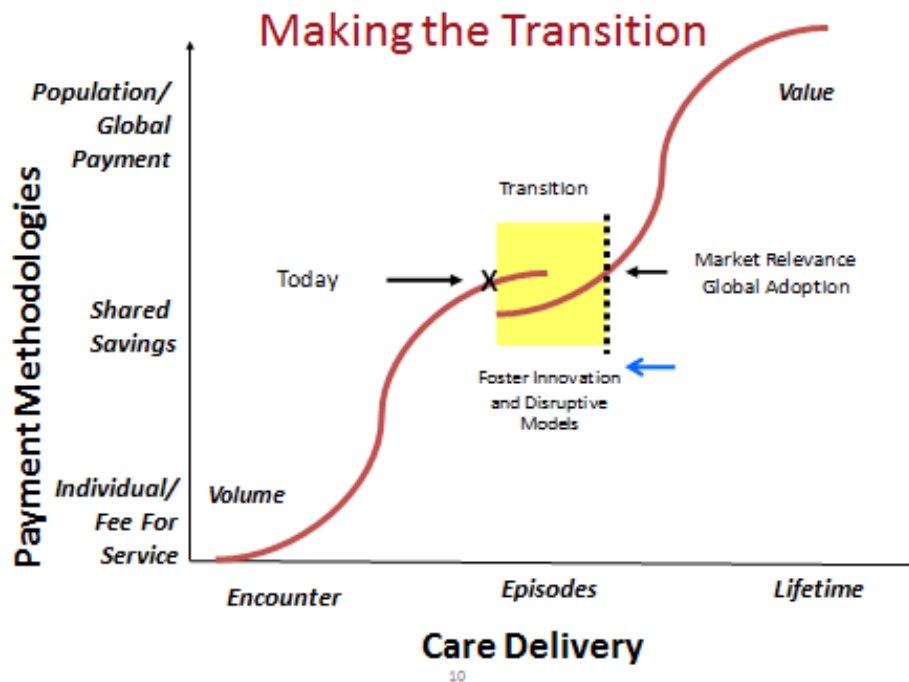 Making the Transition
Population/
Global
Payment
Value
Transition
Today
X
Market Relevance
Global Adoption
Shared
Savings
Foster Innovation
and Disruptive
Models
Individual/
Fee For
Service
Volume
Payment Methodologies
Encounter
Episodes
Lifetime
Care Delivery
10